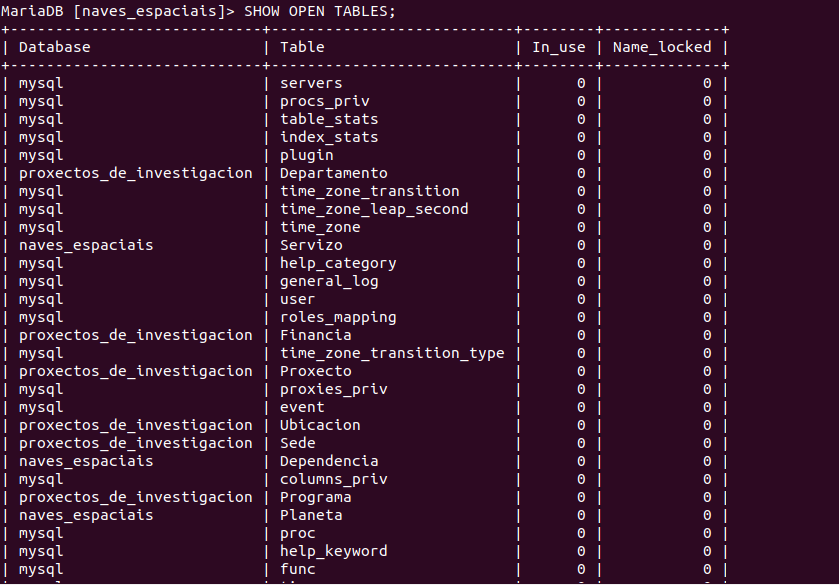 MariaDB [naves_espaciais]> SHOW OPEN TABLES;
+----------------------------+---------------------------+--------+-------------+
| Database                   | Table                     | In_use | Name_locked |
+----------------------------+---------------------------+--------+-------------+
| mysql                      | servers                   |      0 |           0 |
| mysql                      | procs_priv                |      0 |           0 |
| mysql                      | table_stats               |      0 |           0 |
| mysql                      | index_stats               |      0 |           0 |
| mysql                      | plugin                    |      0 |           0 |
| proxectos_de_investigacion | Departamento              |      0 |           0 |
| mysql                      | time_zone_transition      |      0 |           0 |
| mysql                      | time_zone_leap_second     |      0 |           0 |
| mysql                      | time_zone                 |      0 |           0 |
| naves_espaciais            | Servizo                   |      0 |           0 |
| mysql                      | help_category             |      0 |           0 |
| mysql                      | general_log               |      0 |           0 |
| mysql                      | user                      |      0 |           0 |
| mysql                      | roles_mapping             |      0 |           0 |
| proxectos_de_investigacion | Financia                  |      0 |           0 |
| mysql                      | time_zone_transition_type |      0 |           0 |
| proxectos_de_investigacion | Proxecto                  |      0 |           0 |
| mysql                      | proxies_priv              |      0 |           0 |
| mysql                      | event                     |      0 |           0 |
| proxectos_de_investigacion | Ubicacion                 |      0 |           0 |
| proxectos_de_investigacion | Sede                      |      0 |           0 |
| naves_espaciais            | Dependencia               |      0 |           0 |
| mysql                      | columns_priv              |      0 |           0 |
| proxectos_de_investigacion | Programa                  |      0 |           0 |
| naves_espaciais            | Planeta                   |      0 |           0 |
| mysql                      | proc                      |      0 |           0 |
| mysql                      | help_keyword              |      0 |           0 |
| mysql                      | func                      |      0 |           0 |